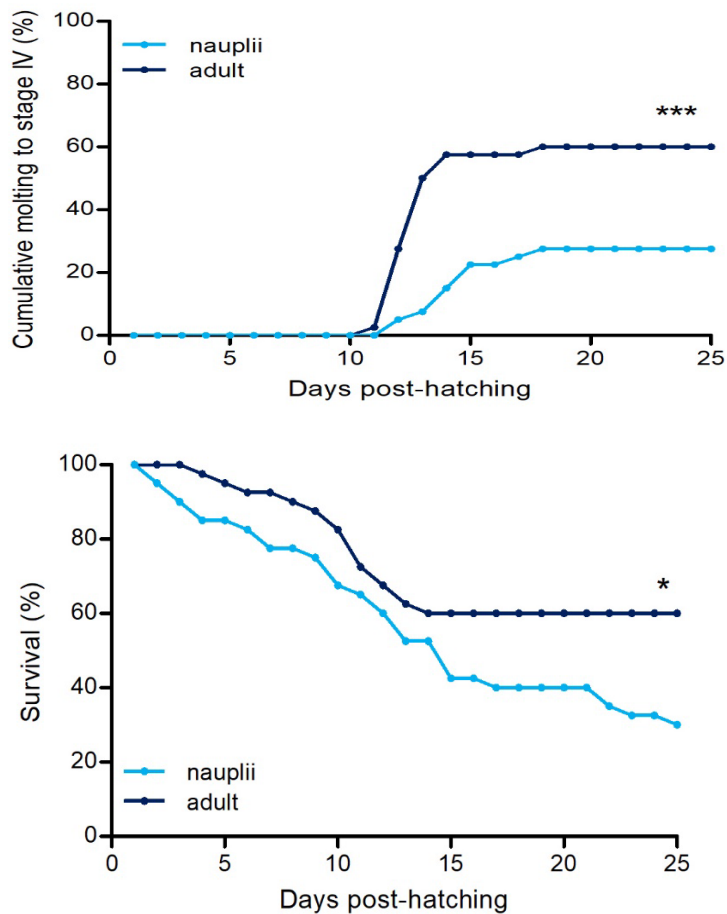 Cumulative molting to stage IV (%)
100
80
60
40
20
0
nauplii
adult
***
0 5 10 15 20 25
Days post-hatching
Survival (%)
100
80
60
40
20
0
*
nauplii
adult
0 5 10 15 20 25
Days post-hatching